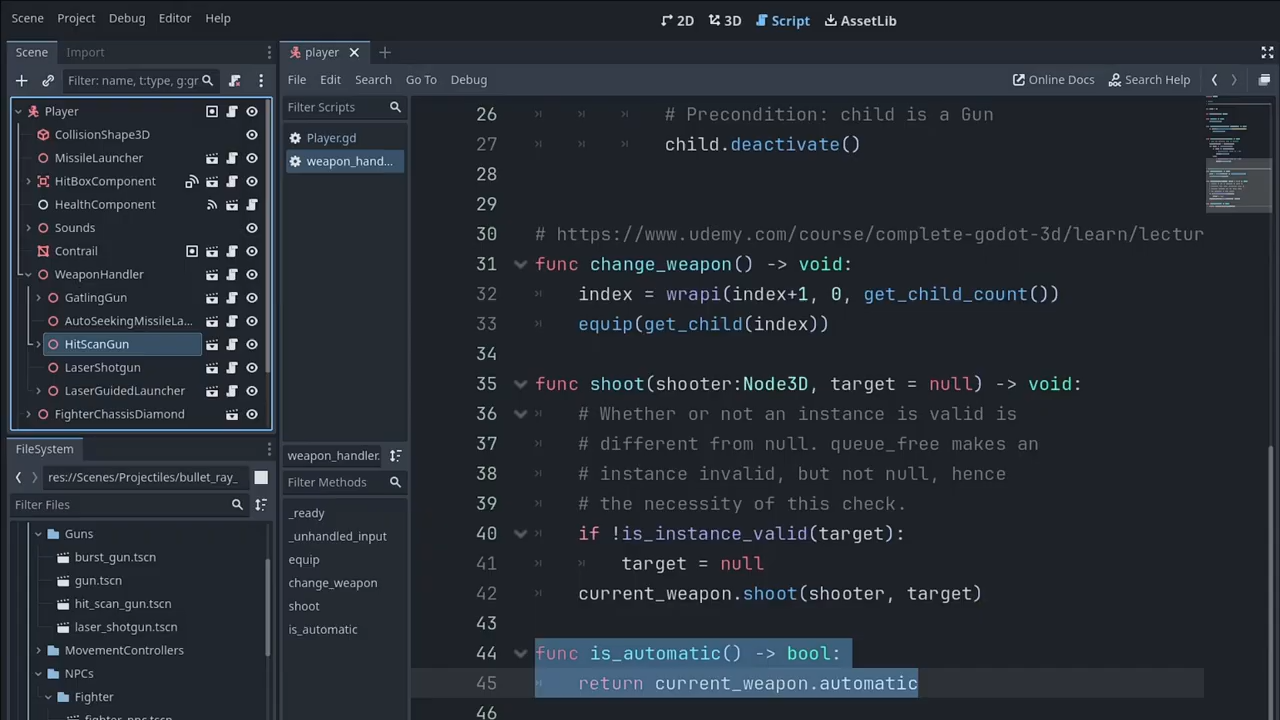 Scene Project Debug Editor Help
2D 3D Script AssetLib
Scene Import
player
Filter: name, t:type, g:gr
File Edit Search Go To Debug
Online Docs Search Help
Player
CollisionShape3D
MissileLauncher
HitBoxComponent
HealthComponent
Sounds
Contrail
WeaponHandler
GatlingGun
AutoSeekingMissileLa...
HitScanGun
LaserShotgun
LaserGuidedLauncher
FighterChassisDiamond
FileSystem
res://Scenes/Projectiles/bullet_ray_
Filter Files
Guns
burst_gun.tscn
gun.tscn
hit_scan_gun.tscn
laser_shotgun.tscn
MovementControllers
NPCs
Fighter
fighter_npc.tscn
Filter Scripts
Player.gd
weapon_hand...
weapon_handler.
Filter Methods
_ready
_unhandled_input
equip
change_weapon
shoot
is_automatic
26 # Precondition: child is a Gun
27 child.deactivate()
28
29
30 # https://www.udemy.com/course/complete-godot-3d/learn/lectur
31 func change_weapon() -> void:
32 index = wrapi(index+1, 0, get_child_count())
33 equip(get_child(index))
34
35 func shoot(shooter:Node3D, target = null) -> void:
36 # Whether or not an instance is valid is
37 # different from null. queue_free makes an
38 # instance invalid, but not null, hence
39 # the necessity of this check.
40 if !is_instance_valid(target):
41 target = null
42 current_weapon.shoot(shooter, target)
43
44 func is_automatic() -> bool:
45 return current_weapon.automatic
46